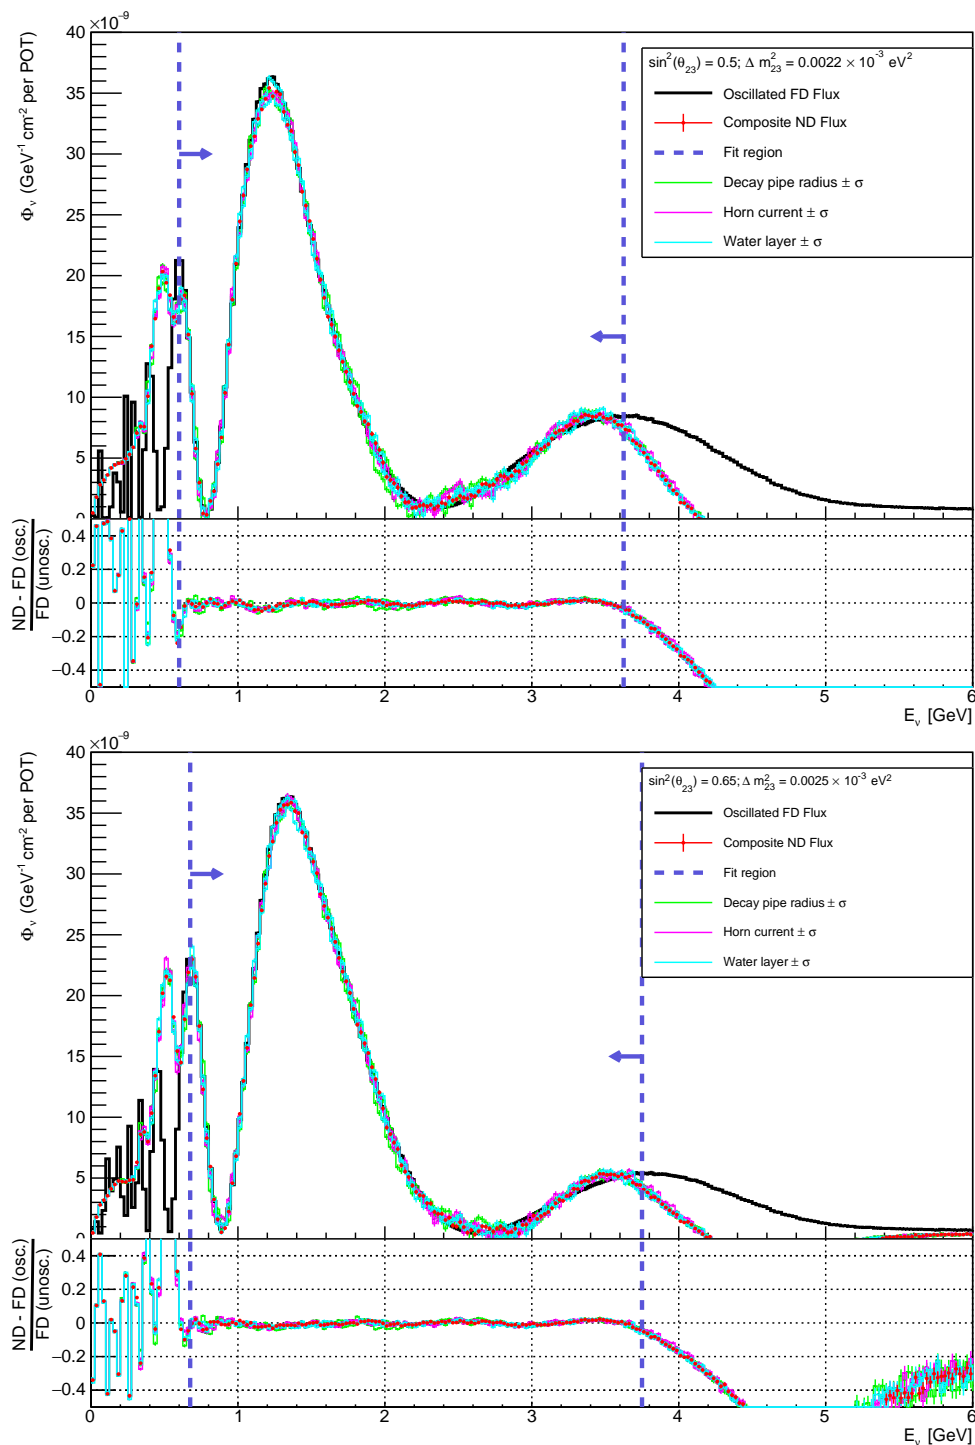 ×10⁻⁹
40
35
30
25
20
15
10
5
0
Φν (GeV⁻¹ cm⁻² per POT)
sin²(θ₂₃) = 0.5; Δ m²₂₃ = 0.0022 × 10⁻³ eV²
Oscillated FD Flux
Composite ND Flux
Fit region
Decay pipe radius ± σ
Horn current ± σ
Water layer ± σ
ND - FD (osc.)
FD (unosc.)
0.4
0.2
0
−0.2
−0.4
0 1 2 3 4 5 6
Eν [GeV]
×10⁻⁹
40
35
30
25
20
15
10
5
0
Φν (GeV⁻¹ cm⁻² per POT)
sin²(θ₂₃) = 0.65; Δ m²₂₃ = 0.0025 × 10⁻³ eV²
Oscillated FD Flux
Composite ND Flux
Fit region
Decay pipe radius ± σ
Horn current ± σ
Water layer ± σ
ND - FD (osc.)
FD (unosc.)
0.4
0.2
0
−0.2
−0.4
0 1 2 3 4 5 6
Eν [GeV]